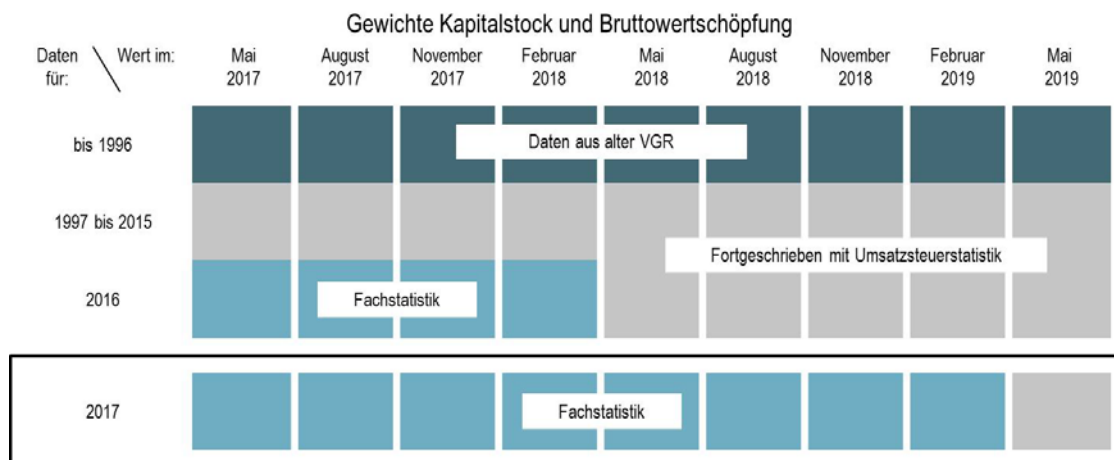 Gewichte Kapitalstock und Bruttowertschöpfung
Daten für: Wert im: Mai 2017 August 2017 November 2017 Februar 2018 Mai 2018 August 2018 November 2018 Februar 2019 Mai 2019
bis 1996
Daten aus alter VGR
1997 bis 2015
Fortgeschrieben mit Umsatzsteuerstatistik
2016
Fachstatistik
2017
Fachstatistik